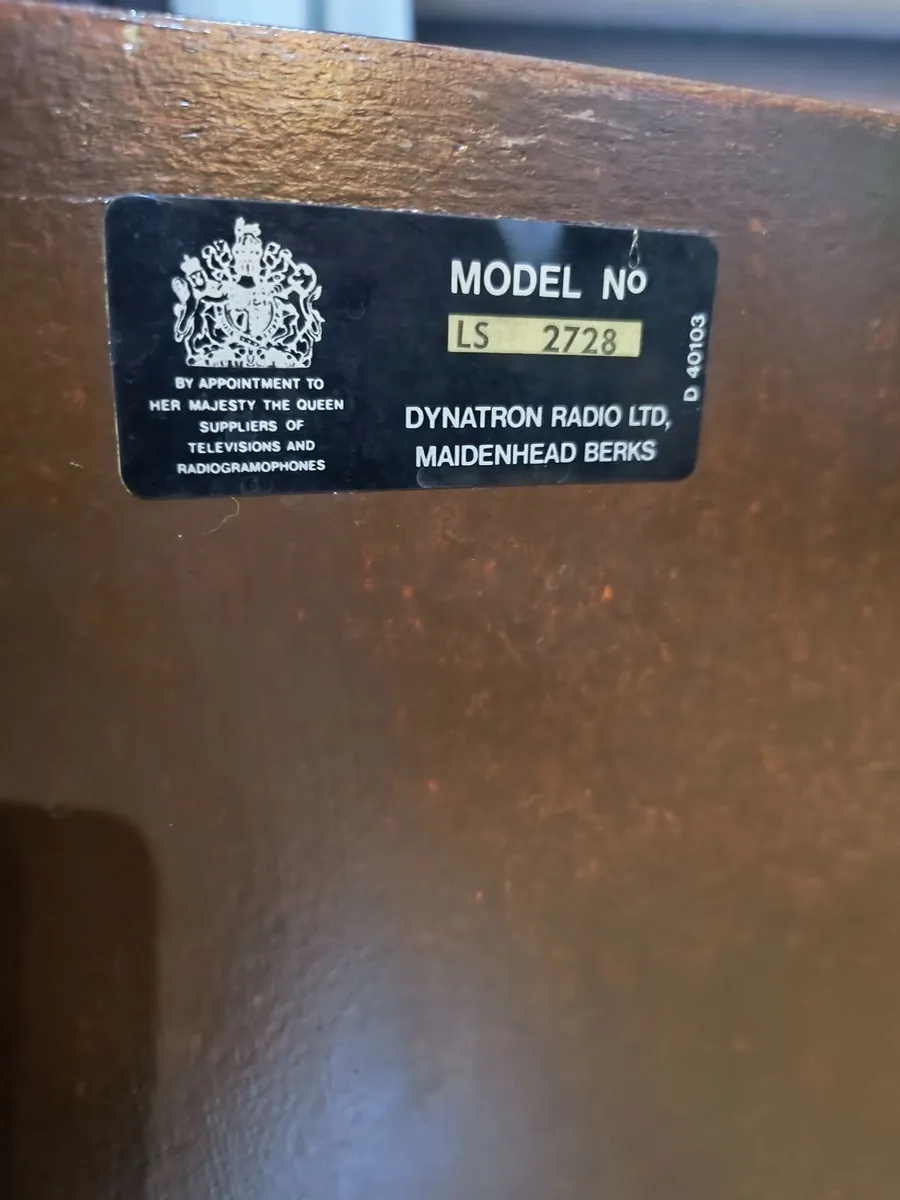 BY APPOINTMENT TO
HER MAJESTY THE QUEEN
SUPPLIERS OF
TELEVISIONS AND
RADIOGRAMOPHONES
MODEL Nº
LS 2728
DYNATRON RADIO LTD,
MAIDENHEAD BERKS
D 40103